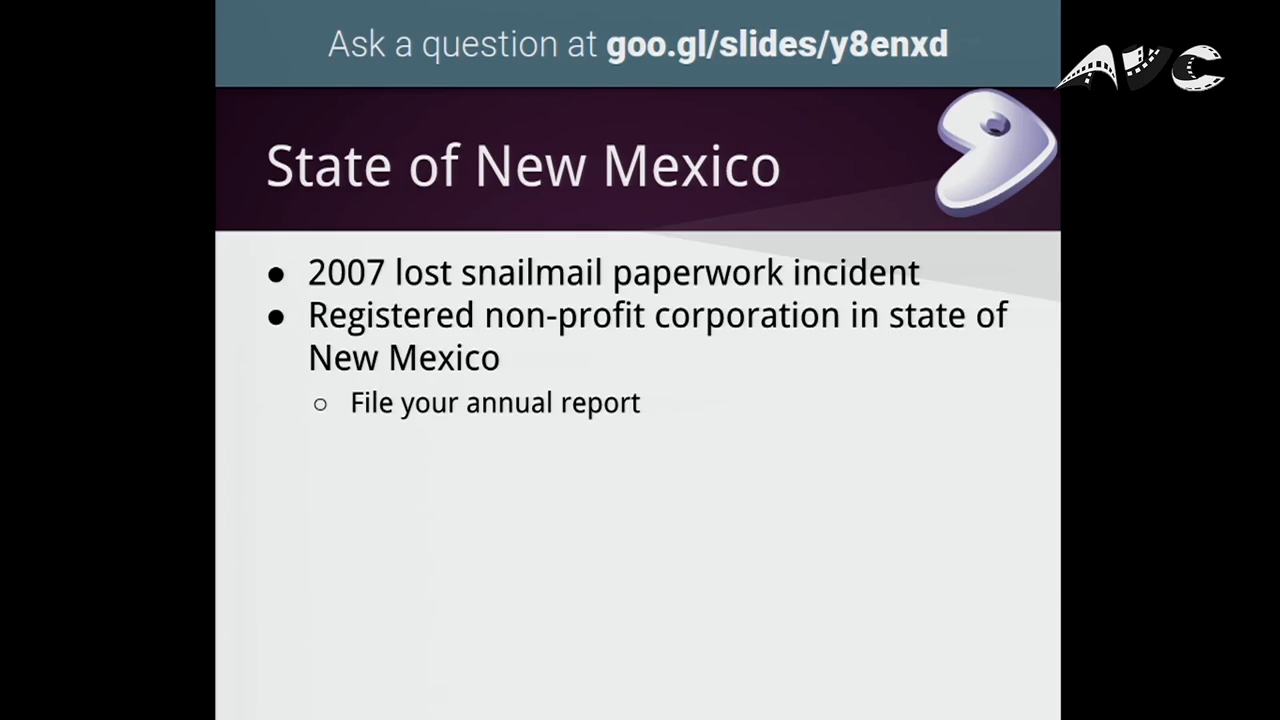 Ask a question at goo.gl/slides/y8enxd
AVC
State of New Mexico
● 2007 lost snailmail paperwork incident
● Registered non-profit corporation in state of
New Mexico
○ File your annual report